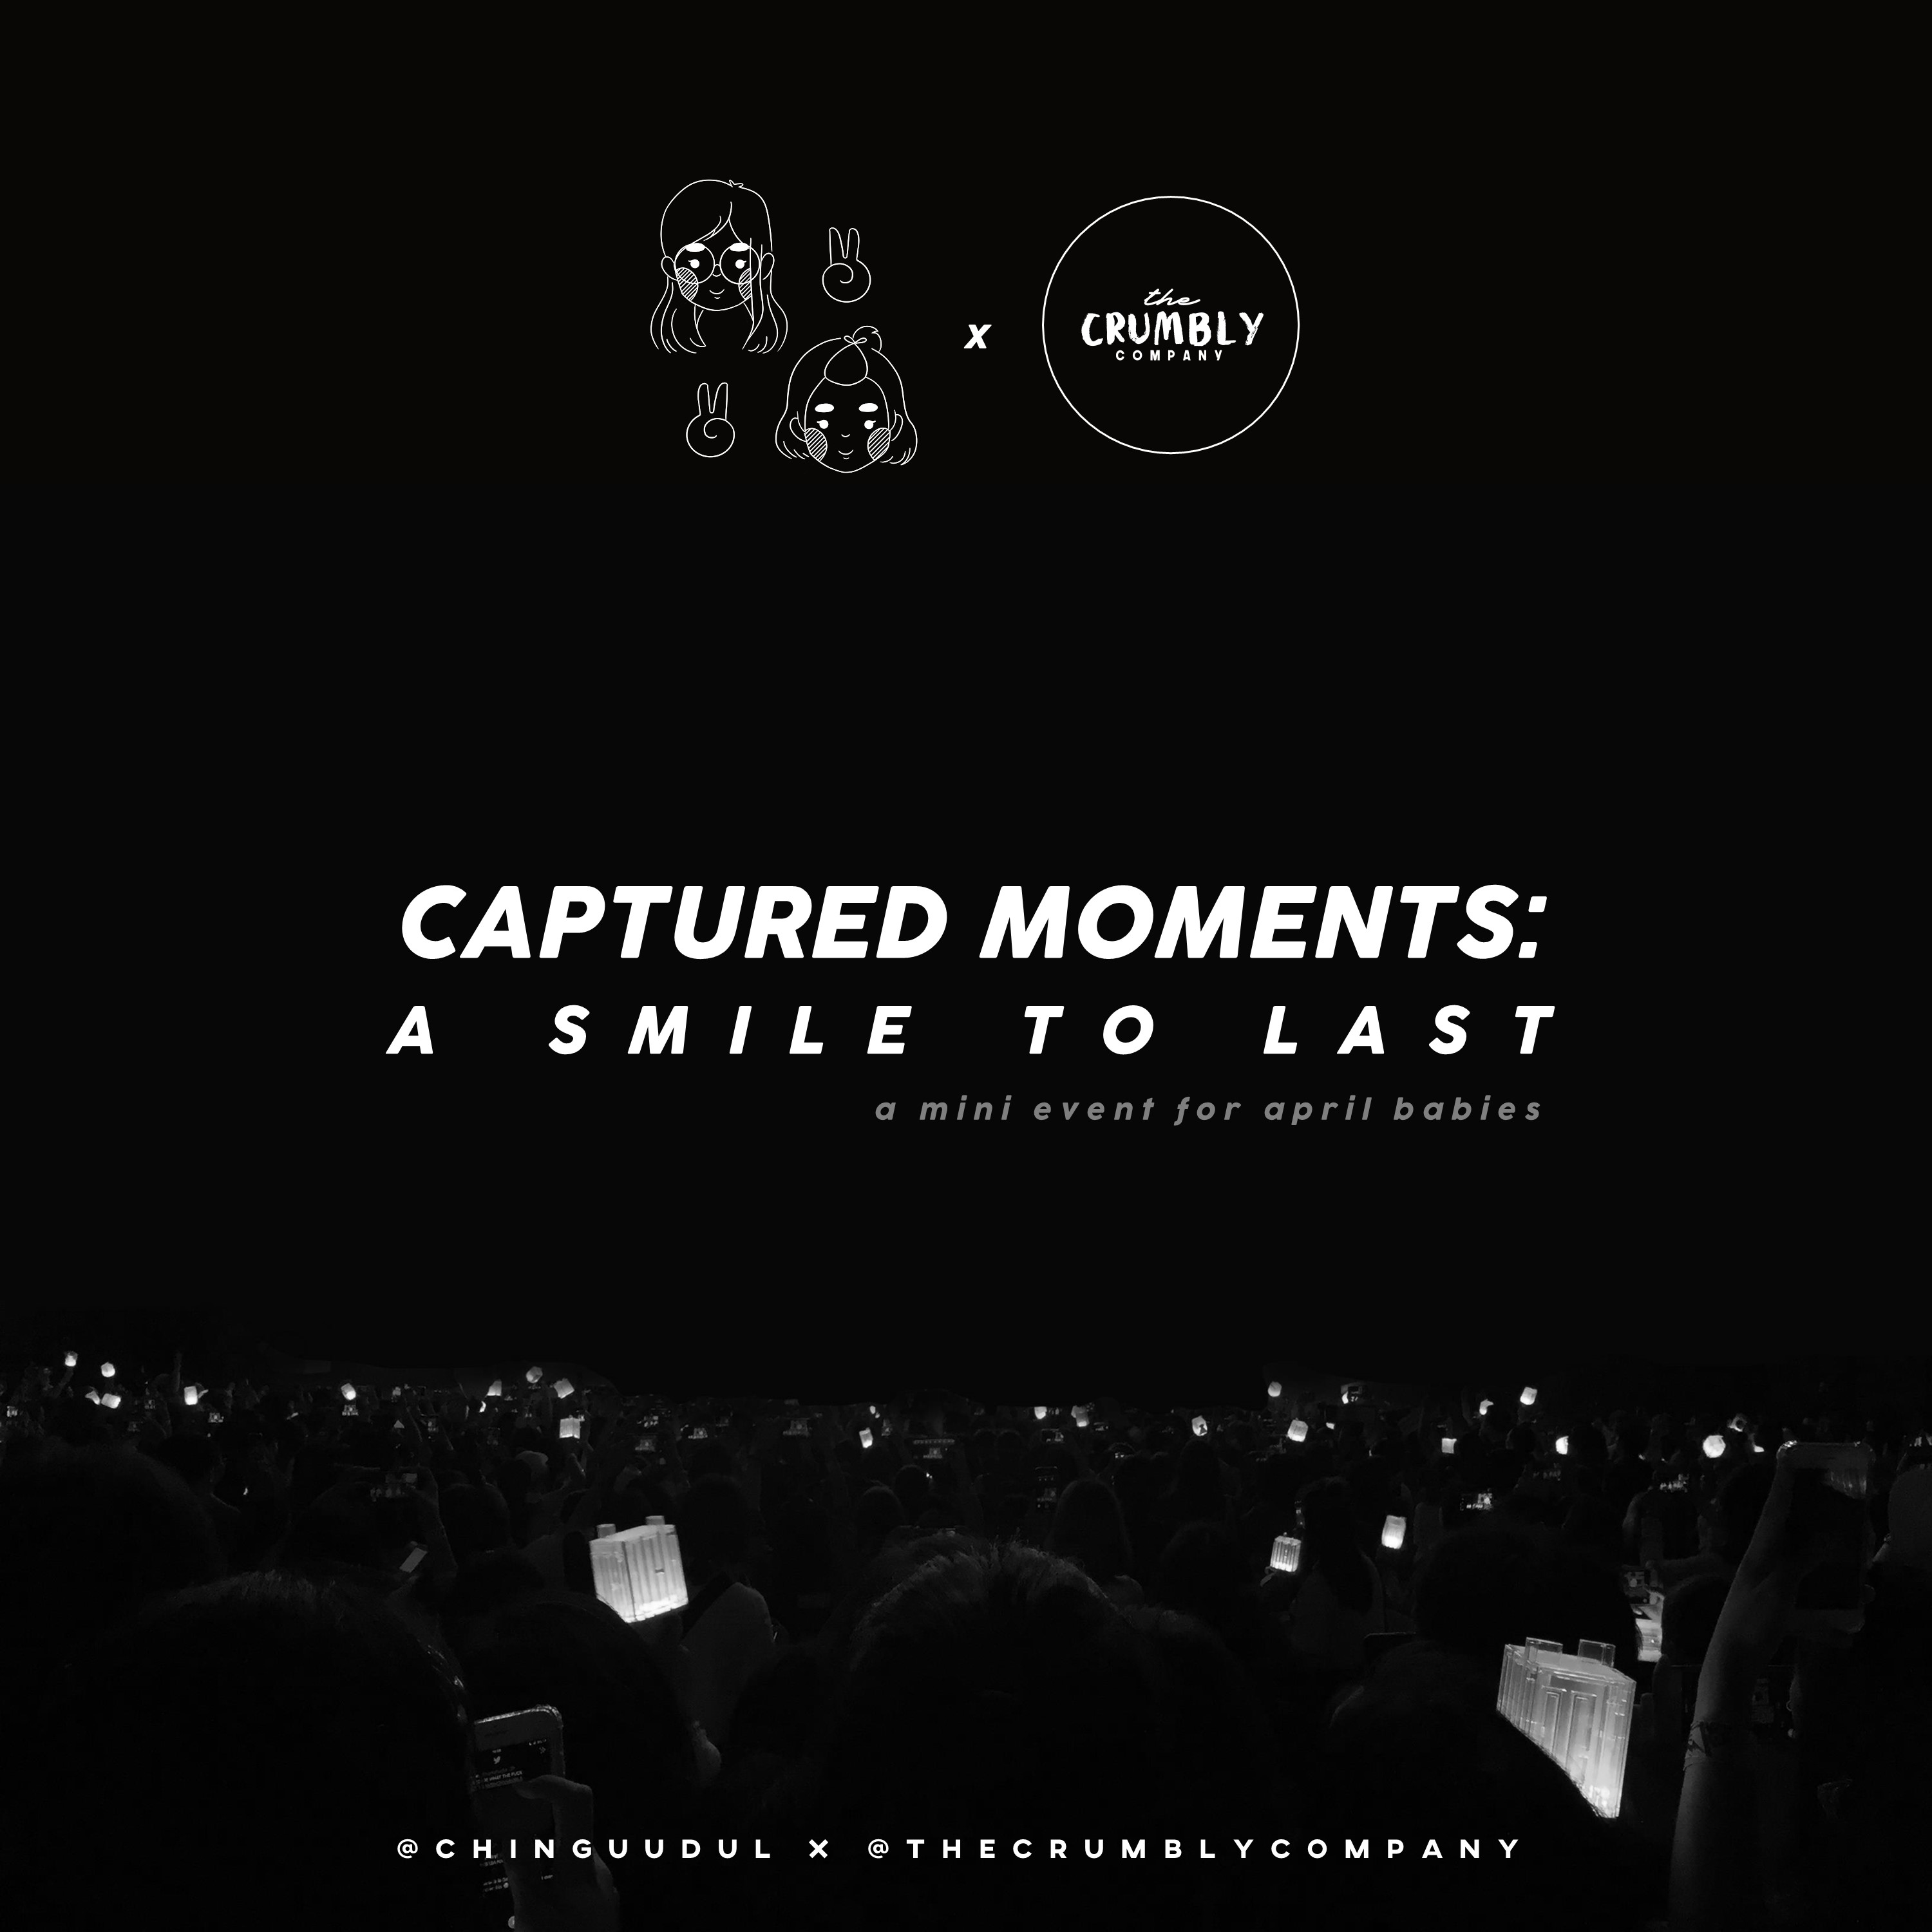 the
CRUMBLY
COMPANY
x
CAPTURED MOMENTS:
A SMILE TO LAST
a mini event for april babies
@CHINGUUDUL X @THECRUMBLYCOMPANY